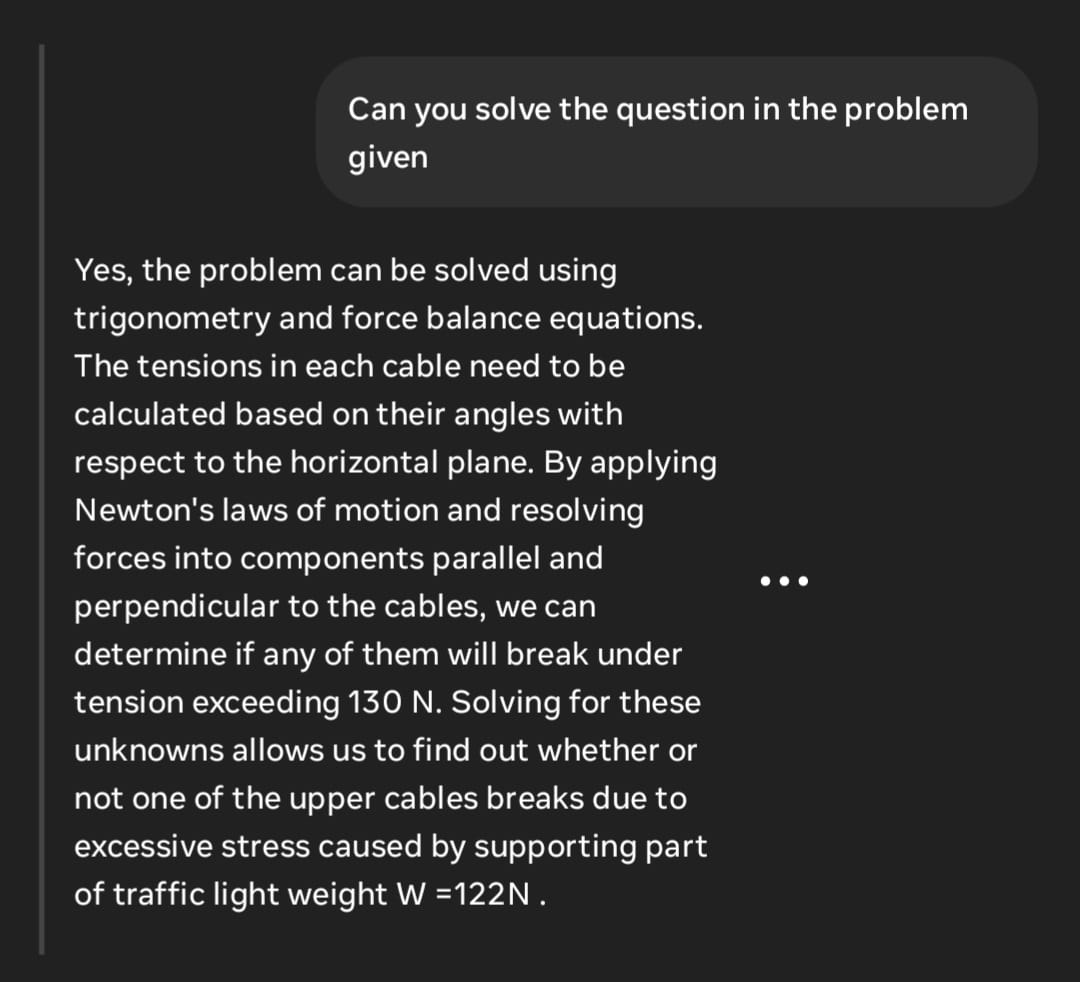 Can you solve the question in the problem
given
Yes, the problem can be solved using
trigonometry and force balance equations.
The tensions in each cable need to be
calculated based on their angles with
respect to the horizontal plane. By applying
Newton's laws of motion and resolving
forces into components parallel and
perpendicular to the cables, we can
determine if any of them will break under
tension exceeding 130 N. Solving for these
unknowns allows us to find out whether or
not one of the upper cables breaks due to
excessive stress caused by supporting part
of traffic light weight W =122N .